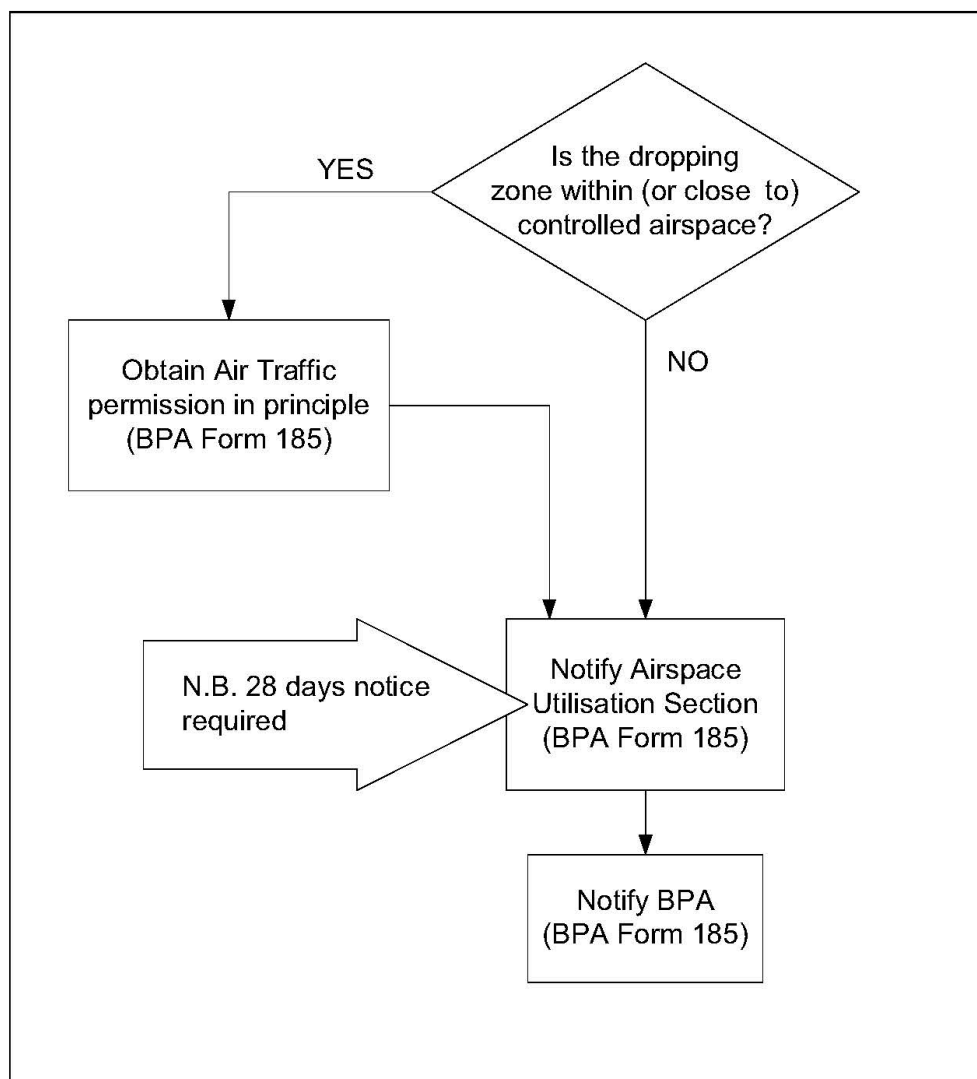 Is the dropping
zone within (or close to)
controlled airspace?
YES
NO
Obtain Air Traffic
permission in principle
(BPA Form 185)
N.B. 28 days notice
required
Notify Airspace
Utilisation Section
(BPA Form 185)
Notify BPA
(BPA Form 185)